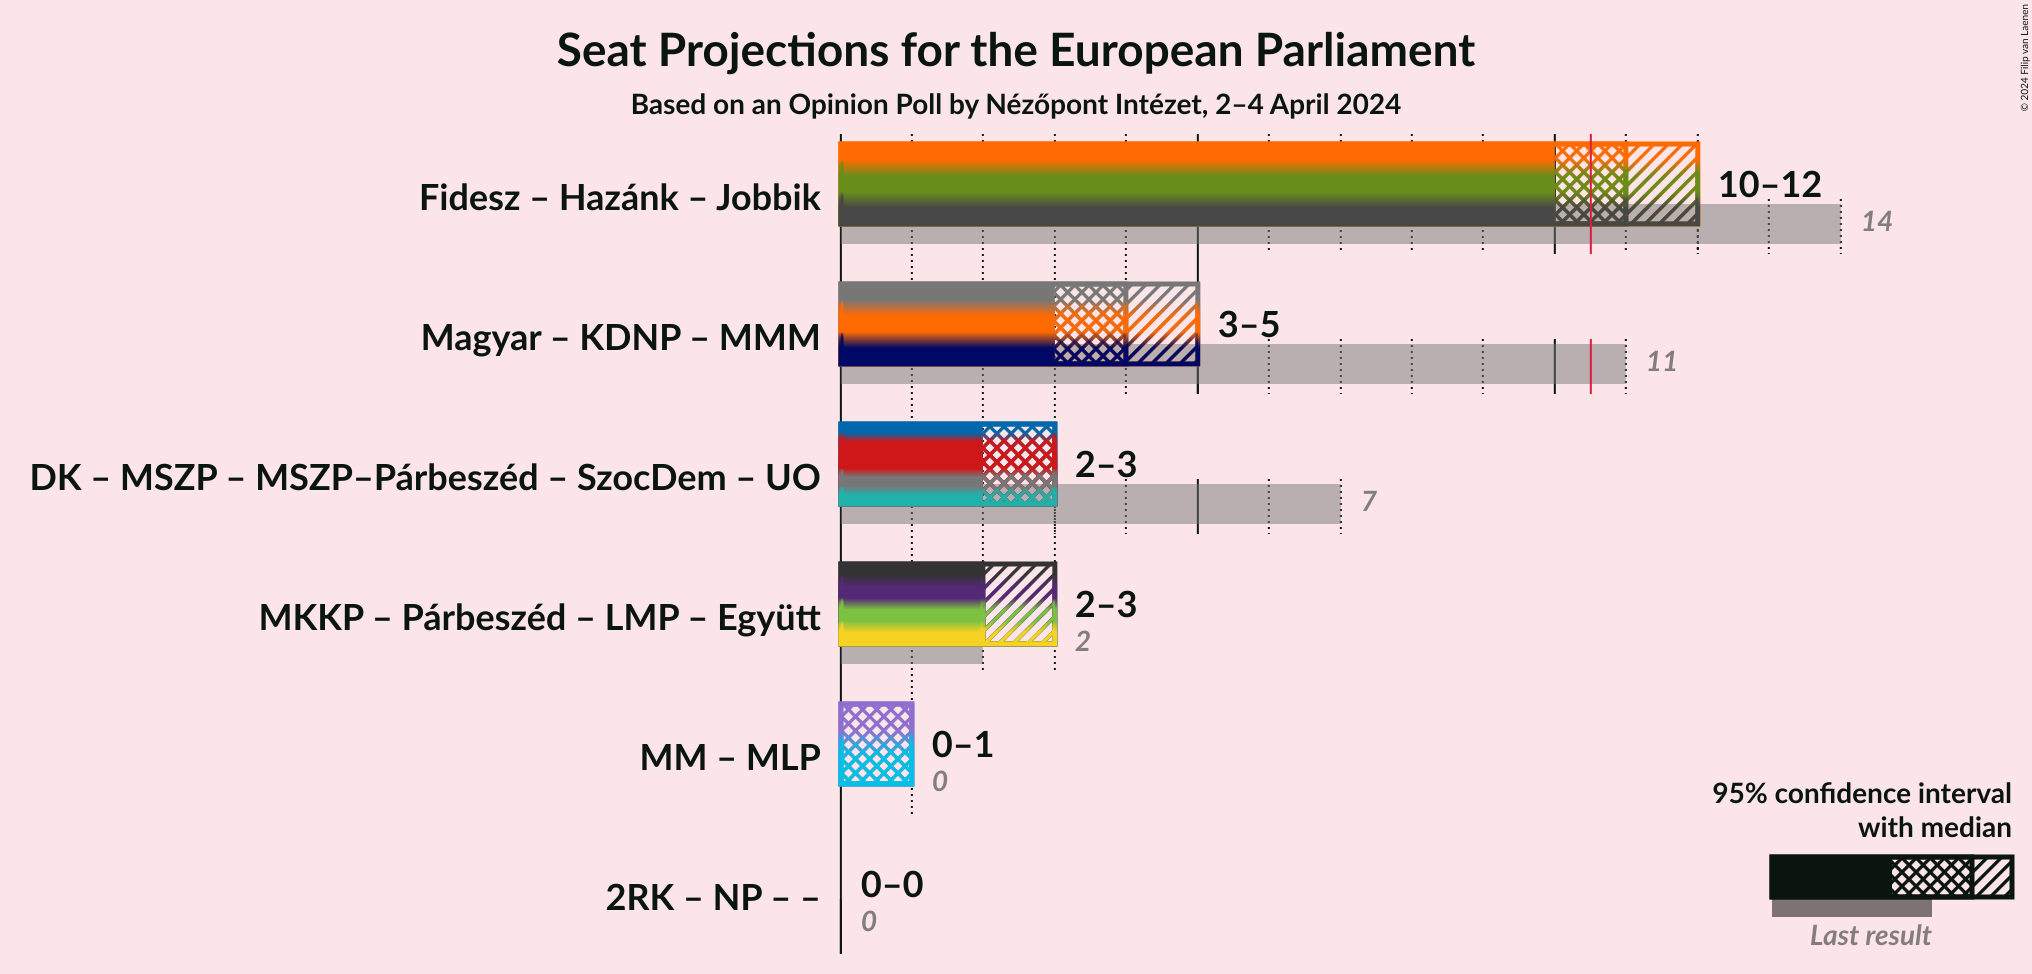 Seat Projections for the European Parliament
Based on an Opinion Poll by Nézőpont Intézet, 2–4 April 2024
© 2024 Filip van Laenen
Fidesz – Hazánk – Jobbik
10–12
14
Magyar – KDNP – MMM
3–5
11
DK – MSZP – MSZP–Párbeszéd – SzocDem – UO
2–3
7
MKKP – Párbeszéd – LMP – Együtt
2–3
2
MM – MLP
0–1
0
2RK – NP – –
0–0
0
95% confidence interval
with median
Last result